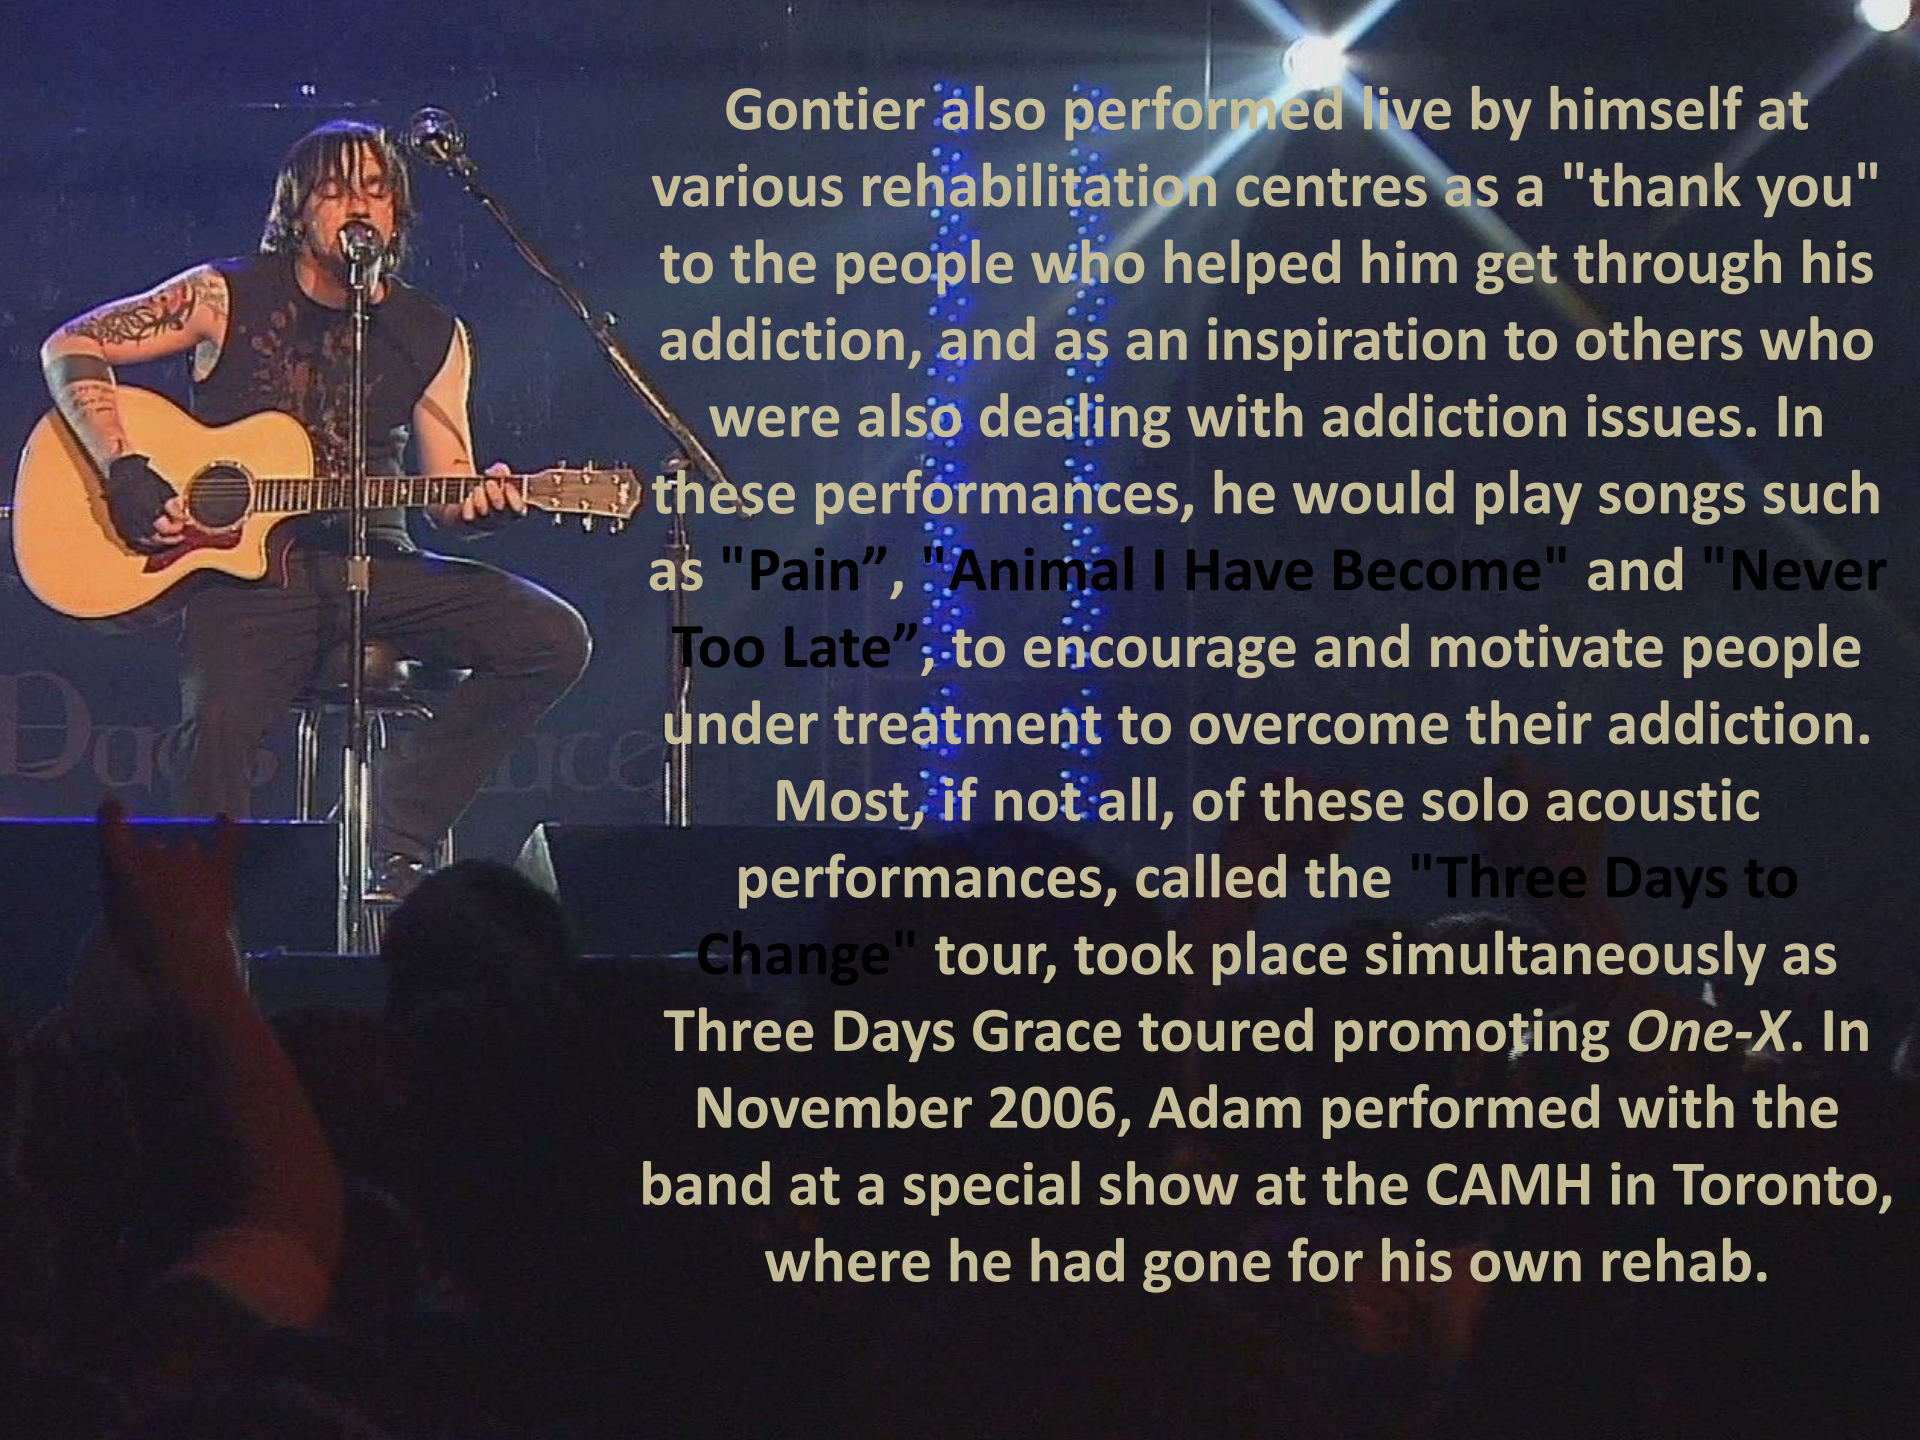 Gontier also performed live by himself at
various rehabilitation centres as a "thank you"
to the people who helped him get through his
addiction, and as an inspiration to others who
were also dealing with addiction issues. In
these performances, he would play songs such
as "Pain”, "Animal I Have Become" and "Never
Too Late”, to encourage and motivate people
under treatment to overcome their addiction.
Most, if not all, of these solo acoustic
performances, called the "Three Days to
Change" tour, took place simultaneously as
Three Days Grace toured promoting One-X. In
November 2006, Adam performed with the
band at a special show at the CAMH in Toronto,
where he had gone for his own rehab.